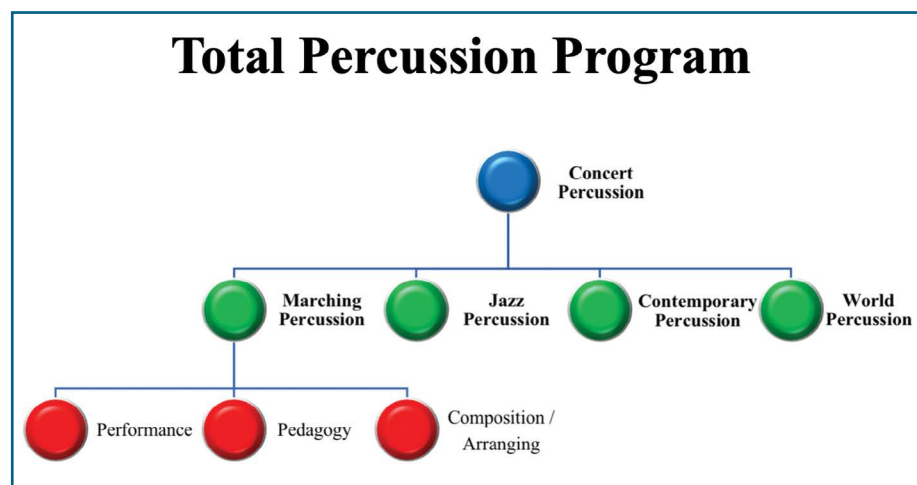 Total Percussion Program
Concert
Percussion
Marching
Percussion
Jazz
Percussion
Contemporary
Percussion
World
Percussion
Performance
Pedagogy
Composition /
Arranging